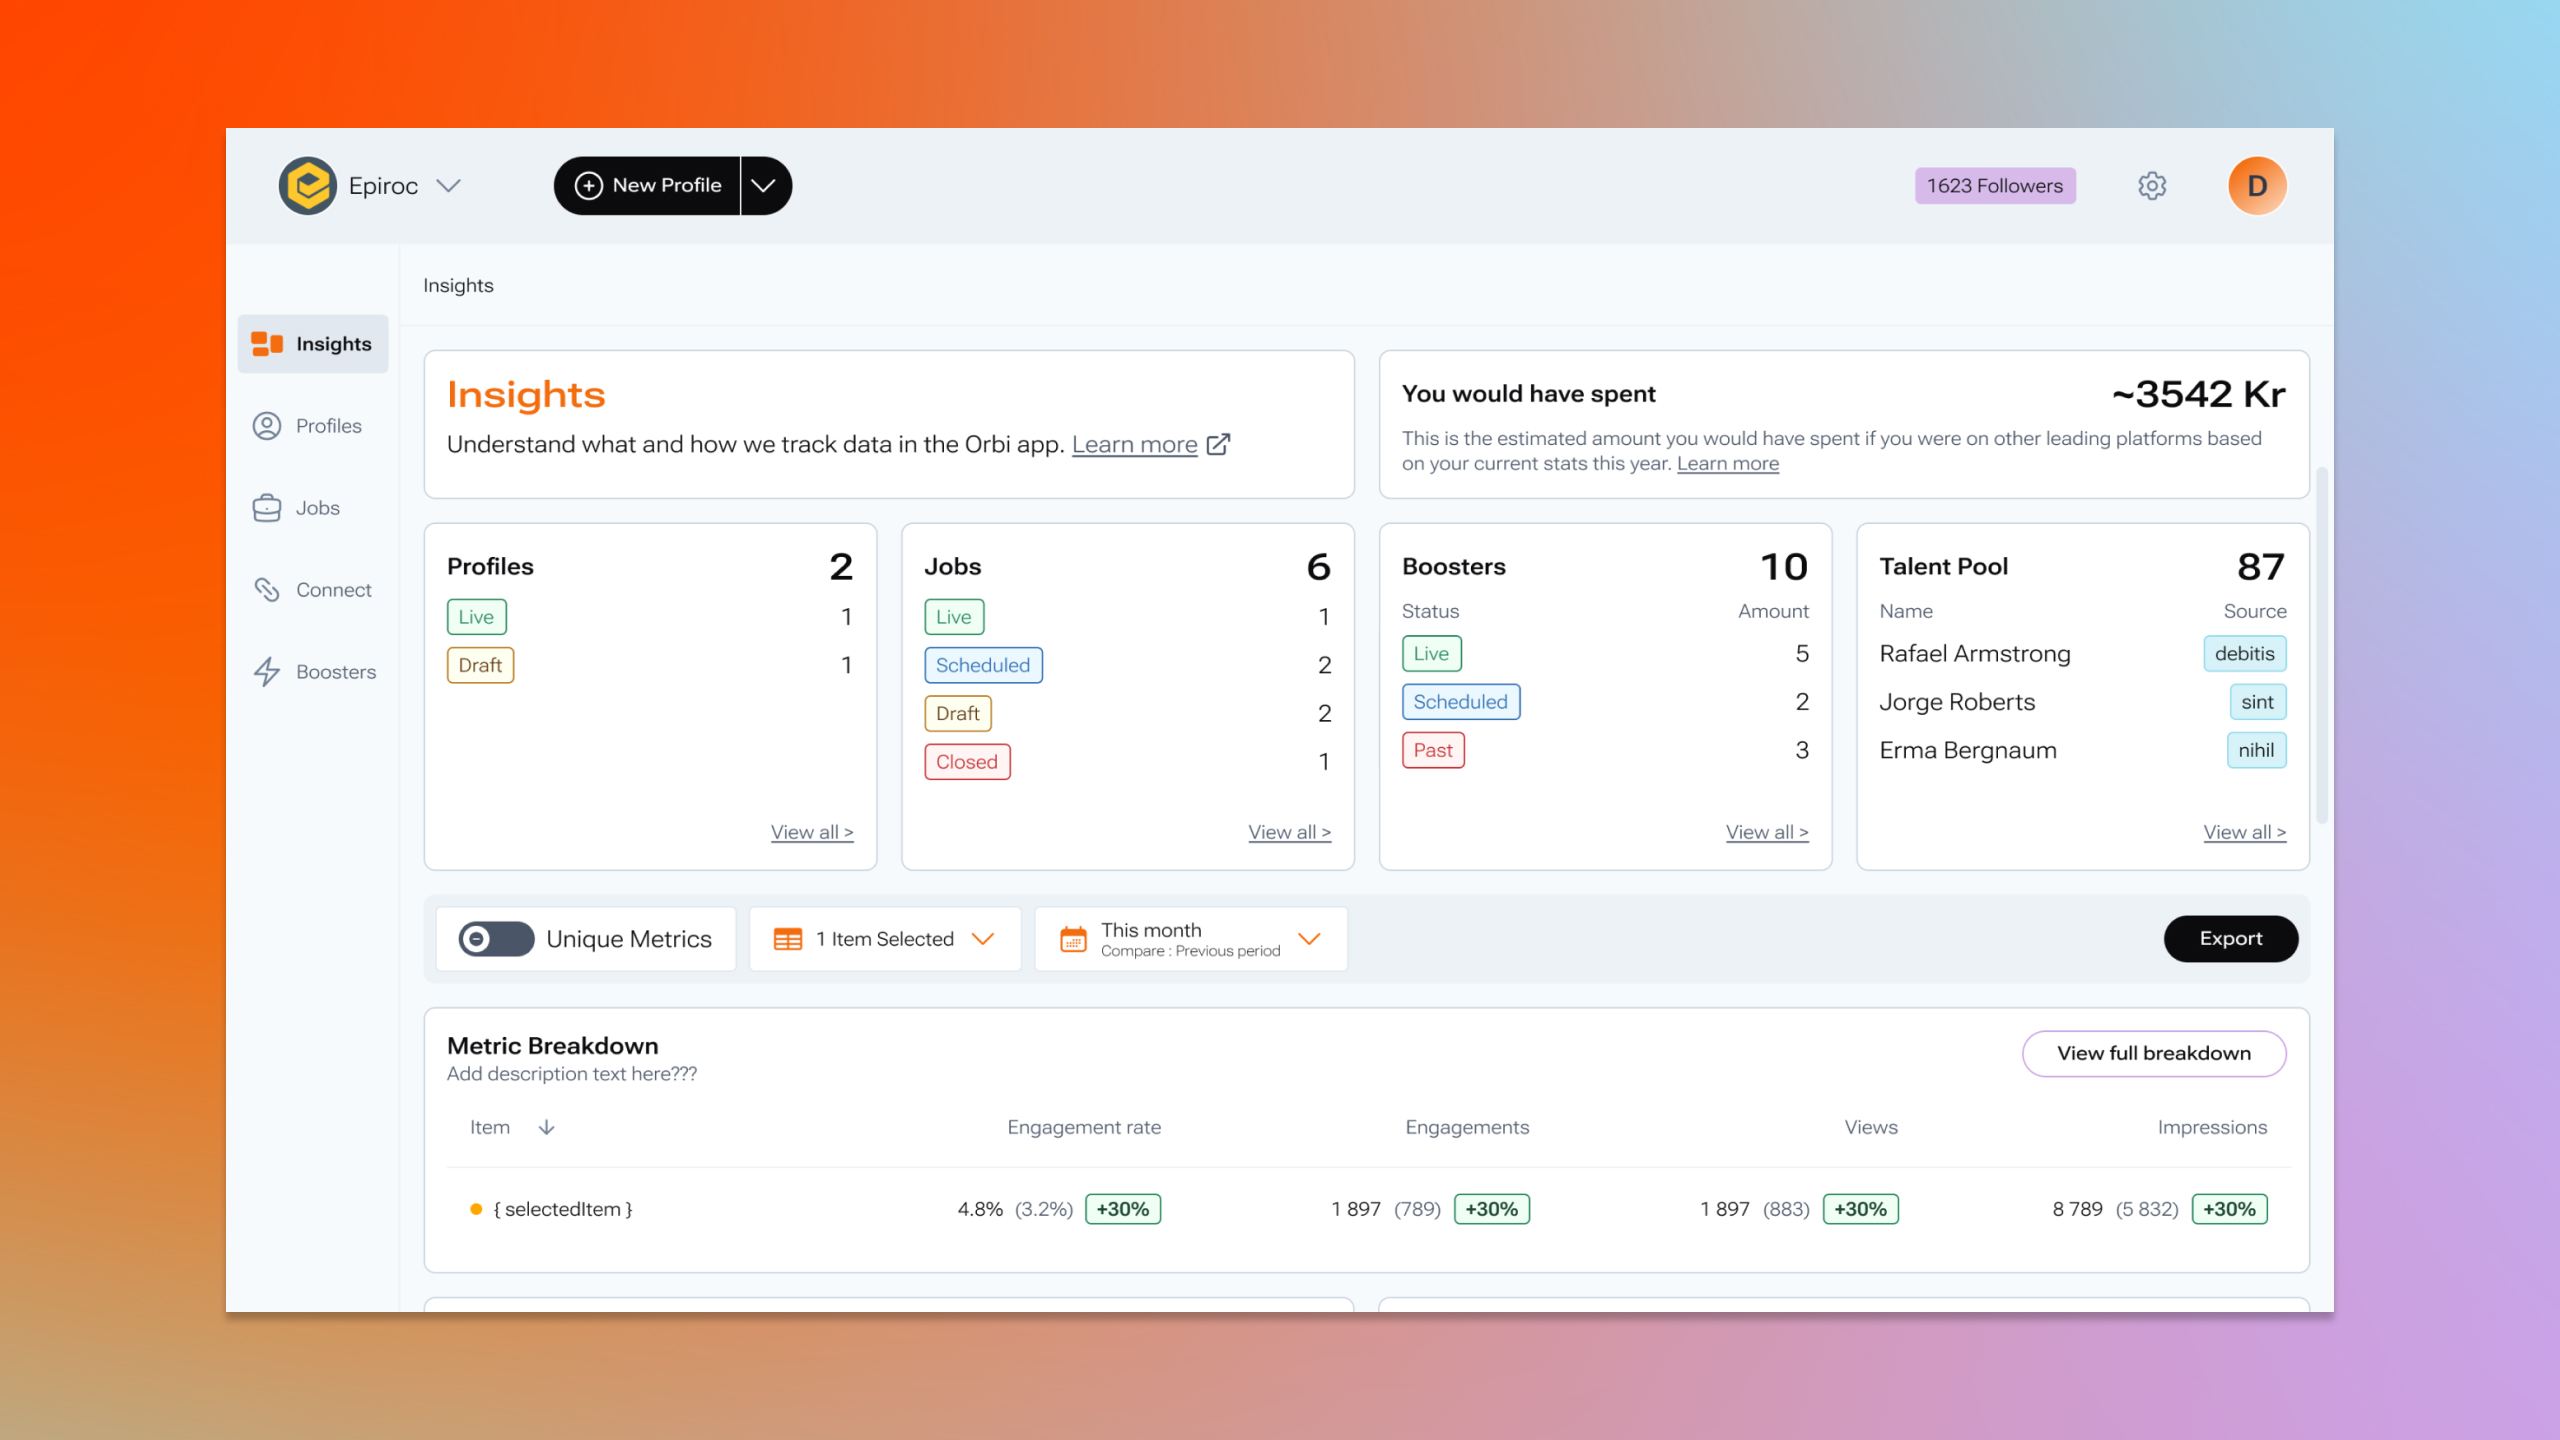 Epiroc
New Profile
1623 Followers
D
Insights
Insights
Profiles
Jobs
Connect
Boosters
Insights
Understand what and how we track data in the Orbi app. Learn more
You would have spent ~3542 Kr
This is the estimated amount you would have spent if you were on other leading platforms based
on your current stats this year. Learn more
Profiles 2
Live 1
Draft 1
View all >
Jobs 6
Live 1
Scheduled 2
Draft 2
Closed 1
View all >
Boosters 10
Status Amount
Live 5
Scheduled 2
Past 3
View all >
Talent Pool 87
Name Source
Rafael Armstrong debitis
Jorge Roberts sint
Erma Bergnaum nihil
View all >
Unique Metrics
1 Item Selected
This month
Compare : Previous period
Export
Metric Breakdown
Add description text here???
View full breakdown
Item Engagement rate Engagements Views Impressions
{ selectedItem } 4.8% (3.2%) +30% 1 897 (789) +30% 1 897 (883) +30% 8 789 (5 832) +30%